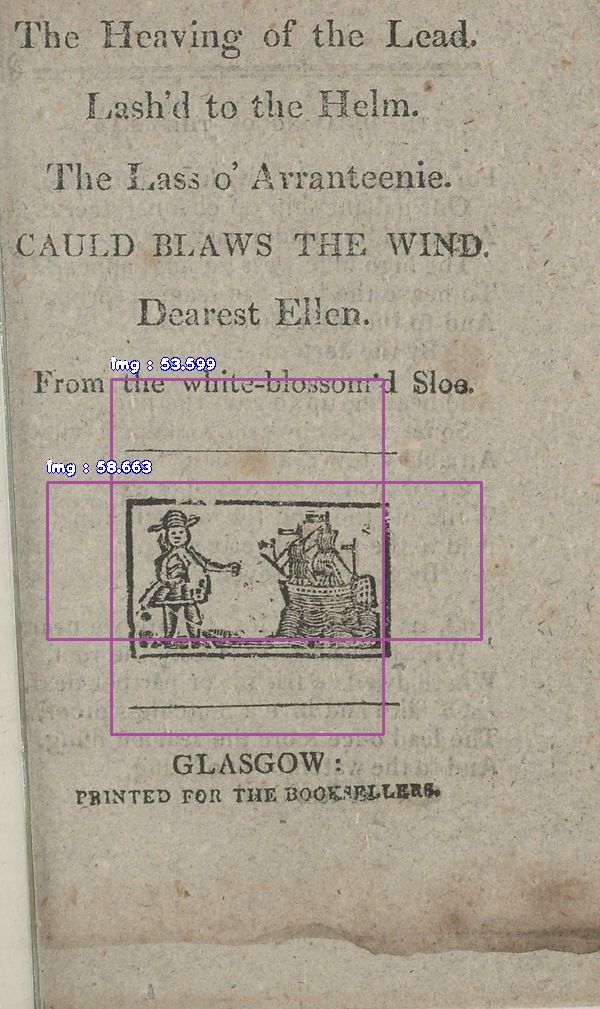 The Heaving of the Lead.
Lash'd to the Helm.
The Lass o' Arranteenie.
CAULD BLAWS THE WIND.
Dearest Ellen.
img : 53.599
From the white-blossom'd Sloe.
img : 58.663
GLASGOW:
PRINTED FOR THE BOOKSELLERS.